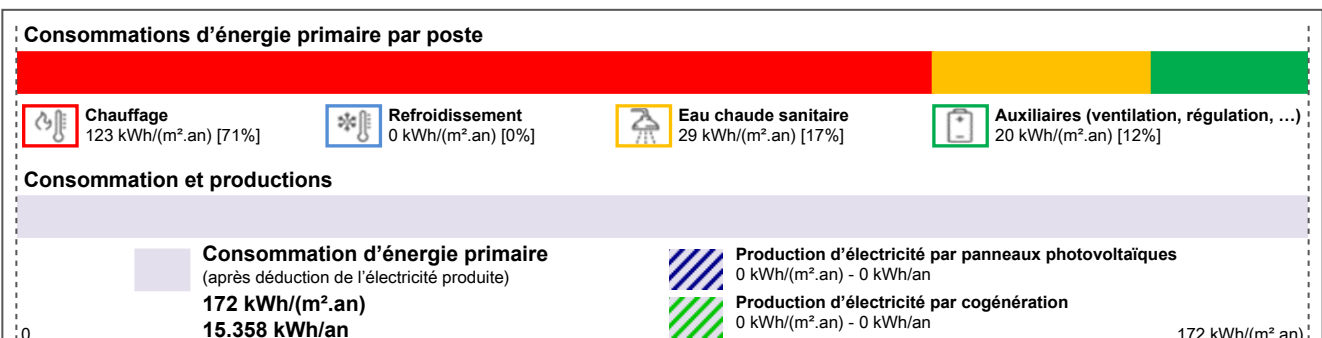 Consommations d’énergie primaire par poste
Chauffage
123 kWh/(m².an) [71%]
Refroidissement
0 kWh/(m².an) [0%]
Eau chaude sanitaire
29 kWh/(m².an) [17%]
Auxiliaires (ventilation, régulation, …)
20 kWh/(m².an) [12%]
Consommation et productions
Consommation d’énergie primaire
(après déduction de l’électricité produite)
172 kWh/(m².an)
15.358 kWh/an
Production d’électricité par panneaux photovoltaïques
0 kWh/(m².an) - 0 kWh/an
Production d’électricité par cogénération
0 kWh/(m².an) - 0 kWh/an
0
172 kWh/(m².an)